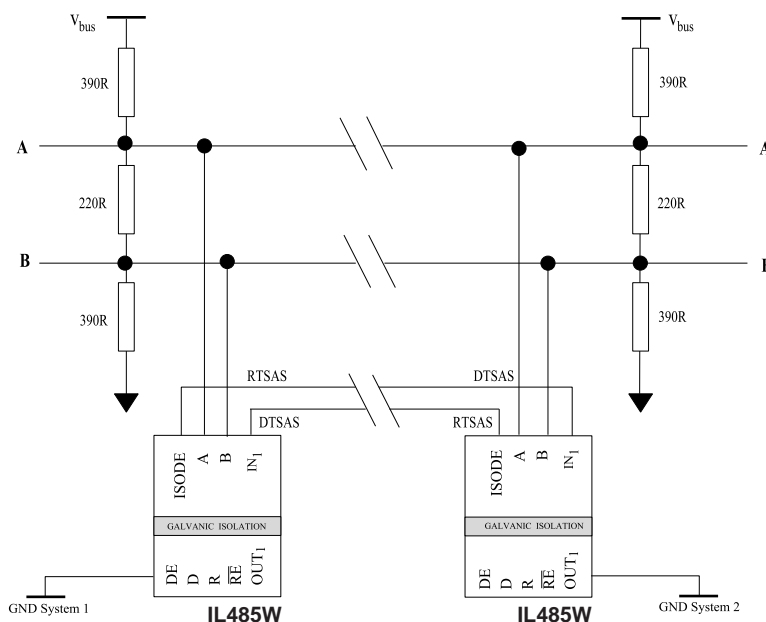 Vbus
Vbus
390R
390R
A
A
220R
220R
B
390R
390R
RTSAS
DTSAS
DTSAS
RTSAS
ISODE
A
B
IN1
ISODE
A
B
IN1
GALVANIC ISOLATION
GALVANIC ISOLATION
DE
D
R
RE
OUT1
DE
D
R
RE
OUT1
GND System 1
GND System 2
IL485W
IL485W